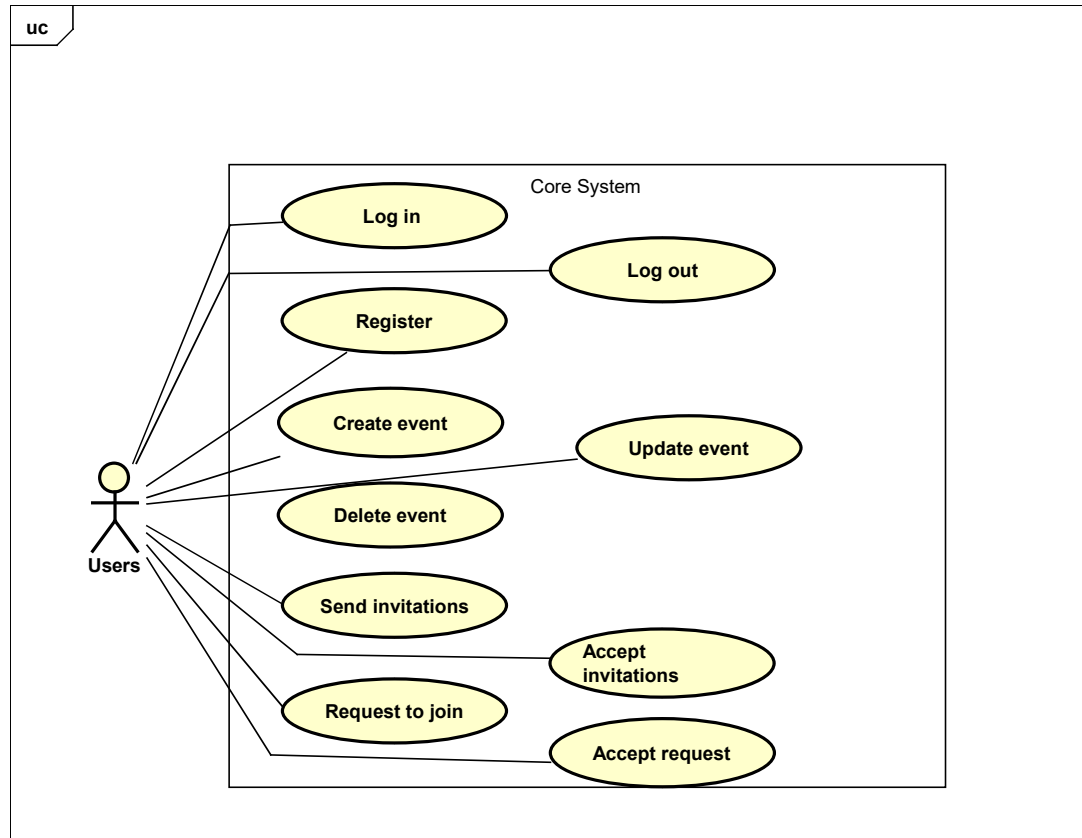 uc
Core System
Log in
Log out
Register
Create event
Update event
Delete event
Users
Send invitations
Accept
invitations
Request to join
Accept request